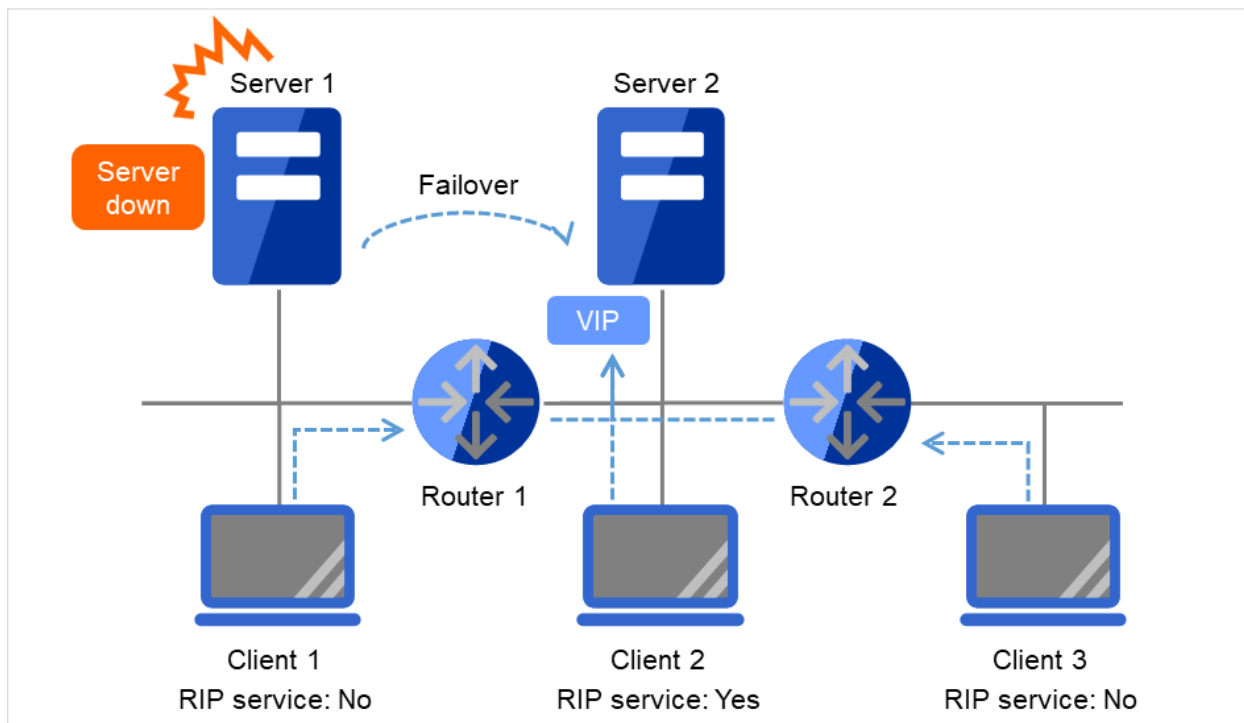 Server 1
Server 2
Server
down
Failover
VIP
Router 1
Router 2
Client 1
RIP service: No
Client 2
RIP service: Yes
Client 3
RIP service: No